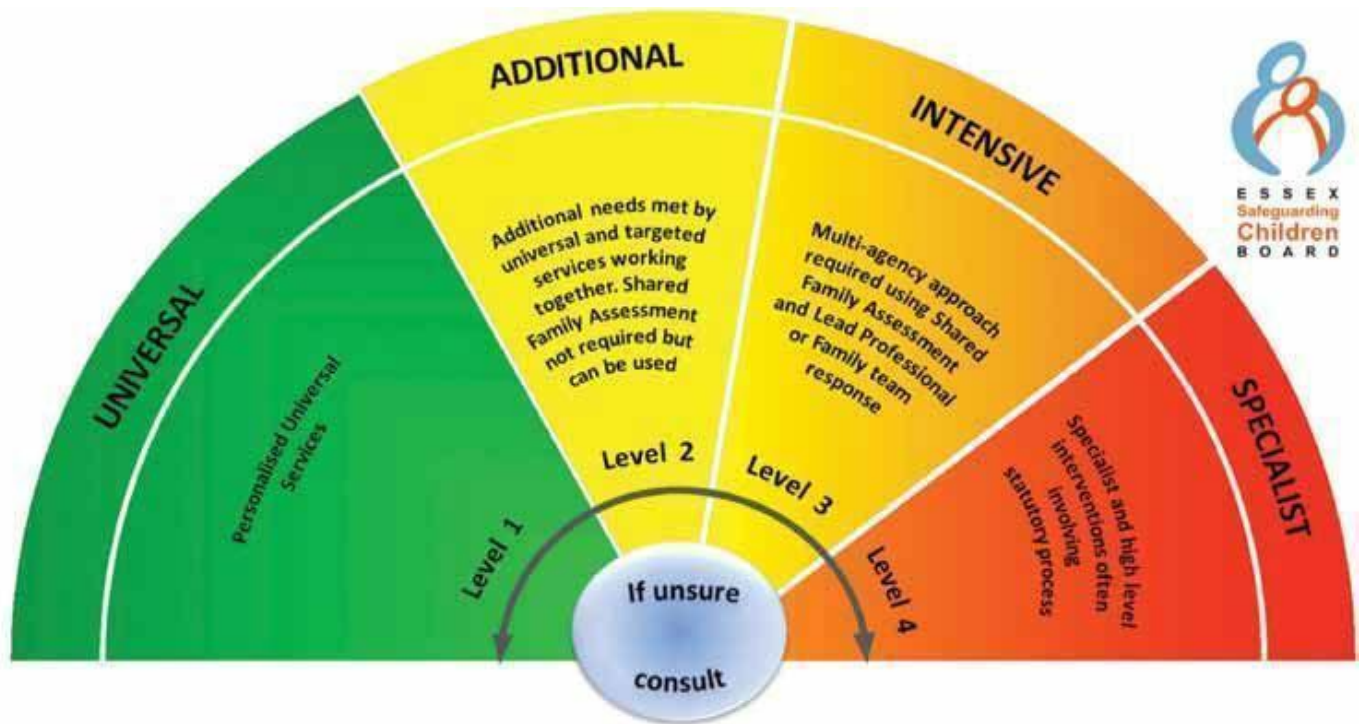 UNIVERSAL
Personalised Universal
Services
Level 1
ADDITIONAL
Additional needs met by
universal and targeted
services working
together. Shared
Family Assessment
not required but
can be used
Level 2
INTENSIVE
Multi-agency approach
required using Shared
Family Assessment
and Lead Professional
or Family team
response
Level 3
SPECIALIST
Specialist and high level
interventions often
involving
statutory process
Level 4
If unsure
consult
ESSEX
Safeguarding
Children
BOARD